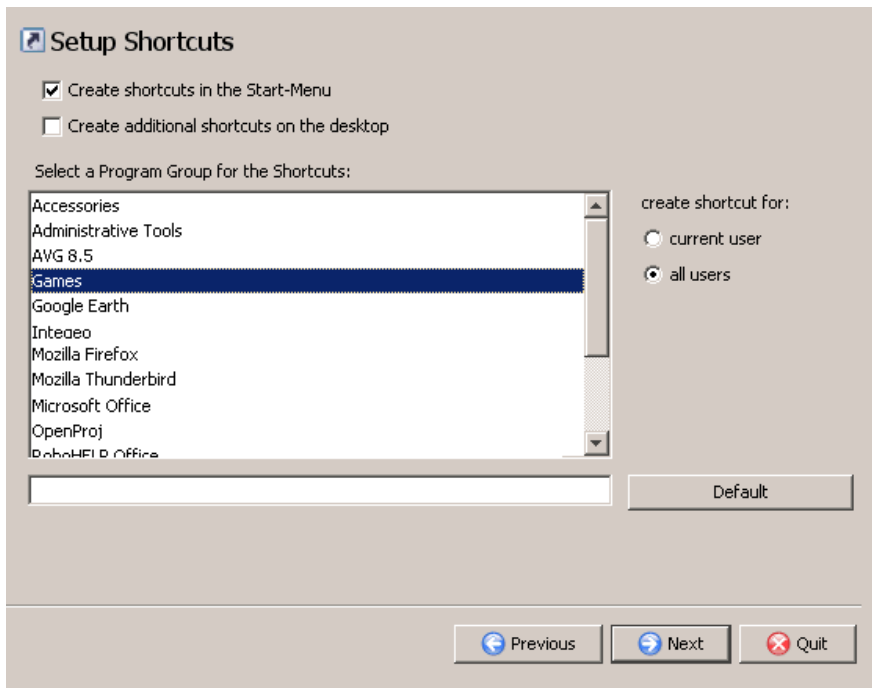 Setup Shortcuts
Create shortcuts in the Start-Menu
Create additional shortcuts on the desktop
Select a Program Group for the Shortcuts:
Accessories
Administrative Tools
AVG 8.5
Games
Google Earth
Integeo
Mozilla Firefox
Mozilla Thunderbird
Microsoft Office
OpenProj
RoboHELP Office
create shortcut for:
current user
all users
Default
Previous
Next
Quit